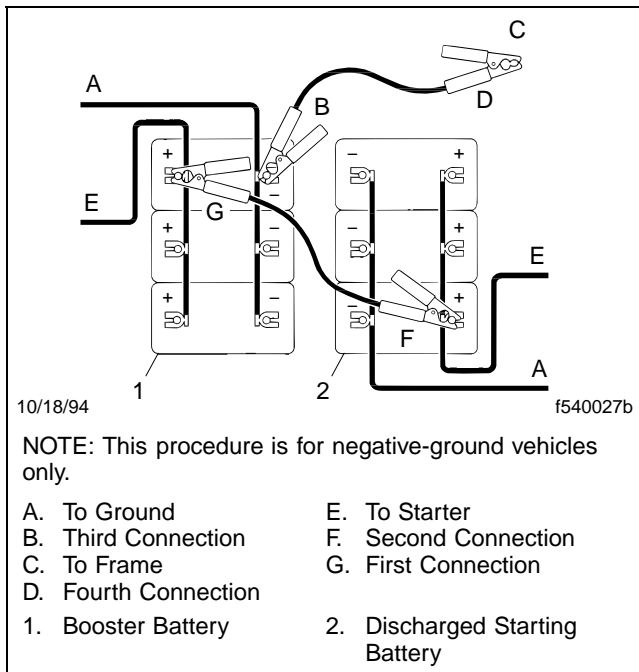 C
A
B
D
+ - - +
- 
G
E
+ - - +
E
+ - - +
F
A
1 2
10/18/94 f540027b
NOTE: This procedure is for negative-ground vehicles
only.
A. To Ground E. To Starter
B. Third Connection F. Second Connection
C. To Frame G. First Connection
D. Fourth Connection
1. Booster Battery 2. Discharged Starting
Battery